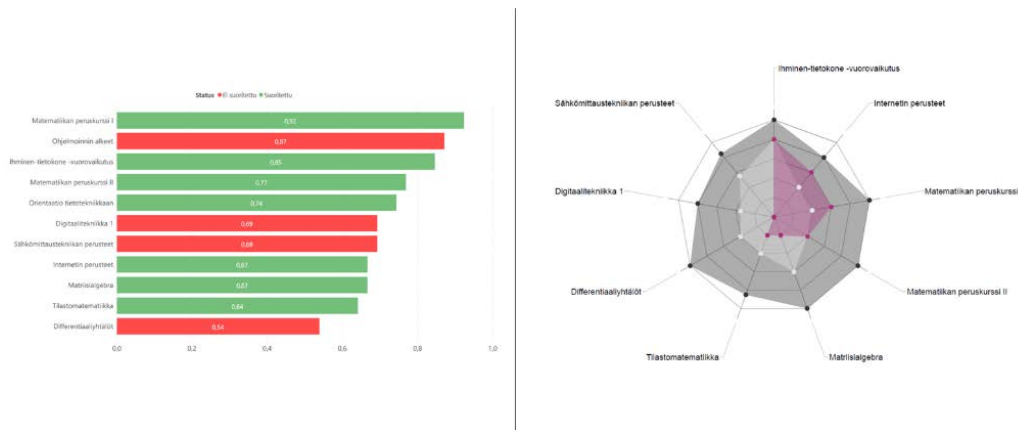 Status Ei suoritettu Suoritettu
Matematiikan peruskurssi I 0,92
Ohjelmoinnin alkeet 0,87
Ihminen-tietokone -vuorovaikutus 0,85
Matematiikan peruskurssi II 0,77
Orientaatio tietotekniikkaan 0,74
Digitaalitekniikka 1 0,69
Sähkömittaustekniikan perusteet 0,69
Internetin perusteet 0,67
Matriisialgebra 0,67
Tilastomatematiikka 0,64
Differentiaaliyhtälöt 0,54
0,0 0,2 0,4 0,6 0,8 1,0
Ihminen-tietokone -vuorovaikutus
Sähkömittaustekniikan perusteet
Internetin perusteet
Digitaalitekniikka 1
Matematiikan peruskurssi
Differentiaaliyhtälöt
Matematiikan peruskurssi II
Tilastomatematiikka
Matriisialgebra